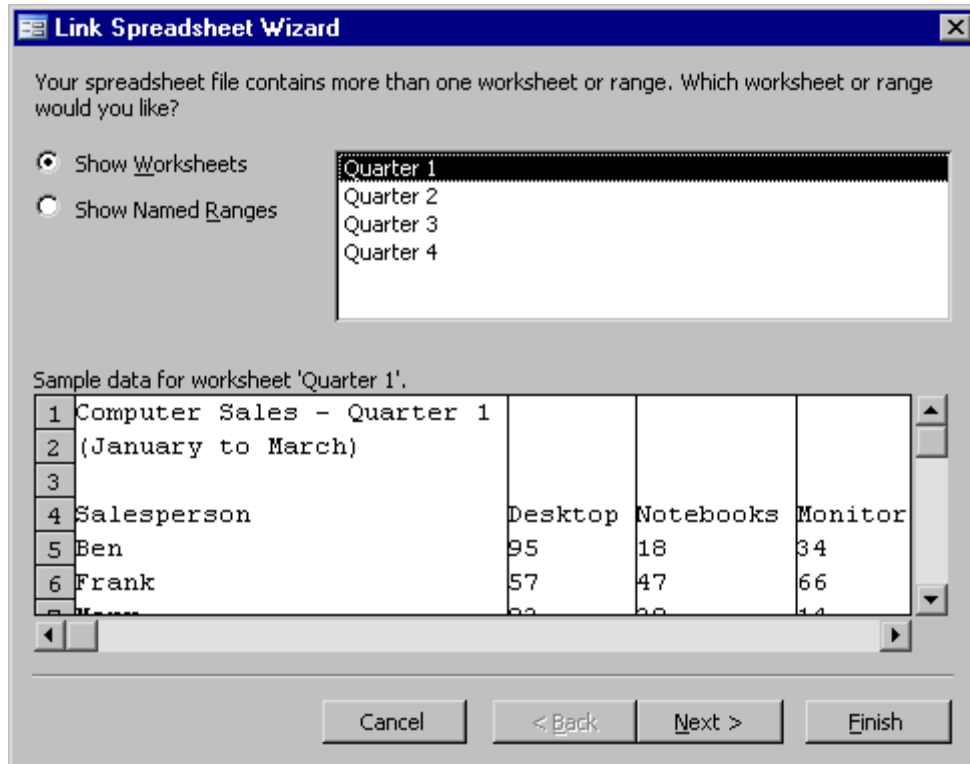 Link Spreadsheet Wizard
Your spreadsheet file contains more than one worksheet or range. Which worksheet or range
would you like?
Show Worksheets
Show Named Ranges
Quarter 1
Quarter 2
Quarter 3
Quarter 4
Sample data for worksheet 'Quarter 1'.
1 Computer Sales - Quarter 1
2 (January to March)
3
4 Salesperson Desktop Notebooks Monitor
5 Ben 95 18 34
6 Frank 57 47 66
Cancel < Back Next > Finish